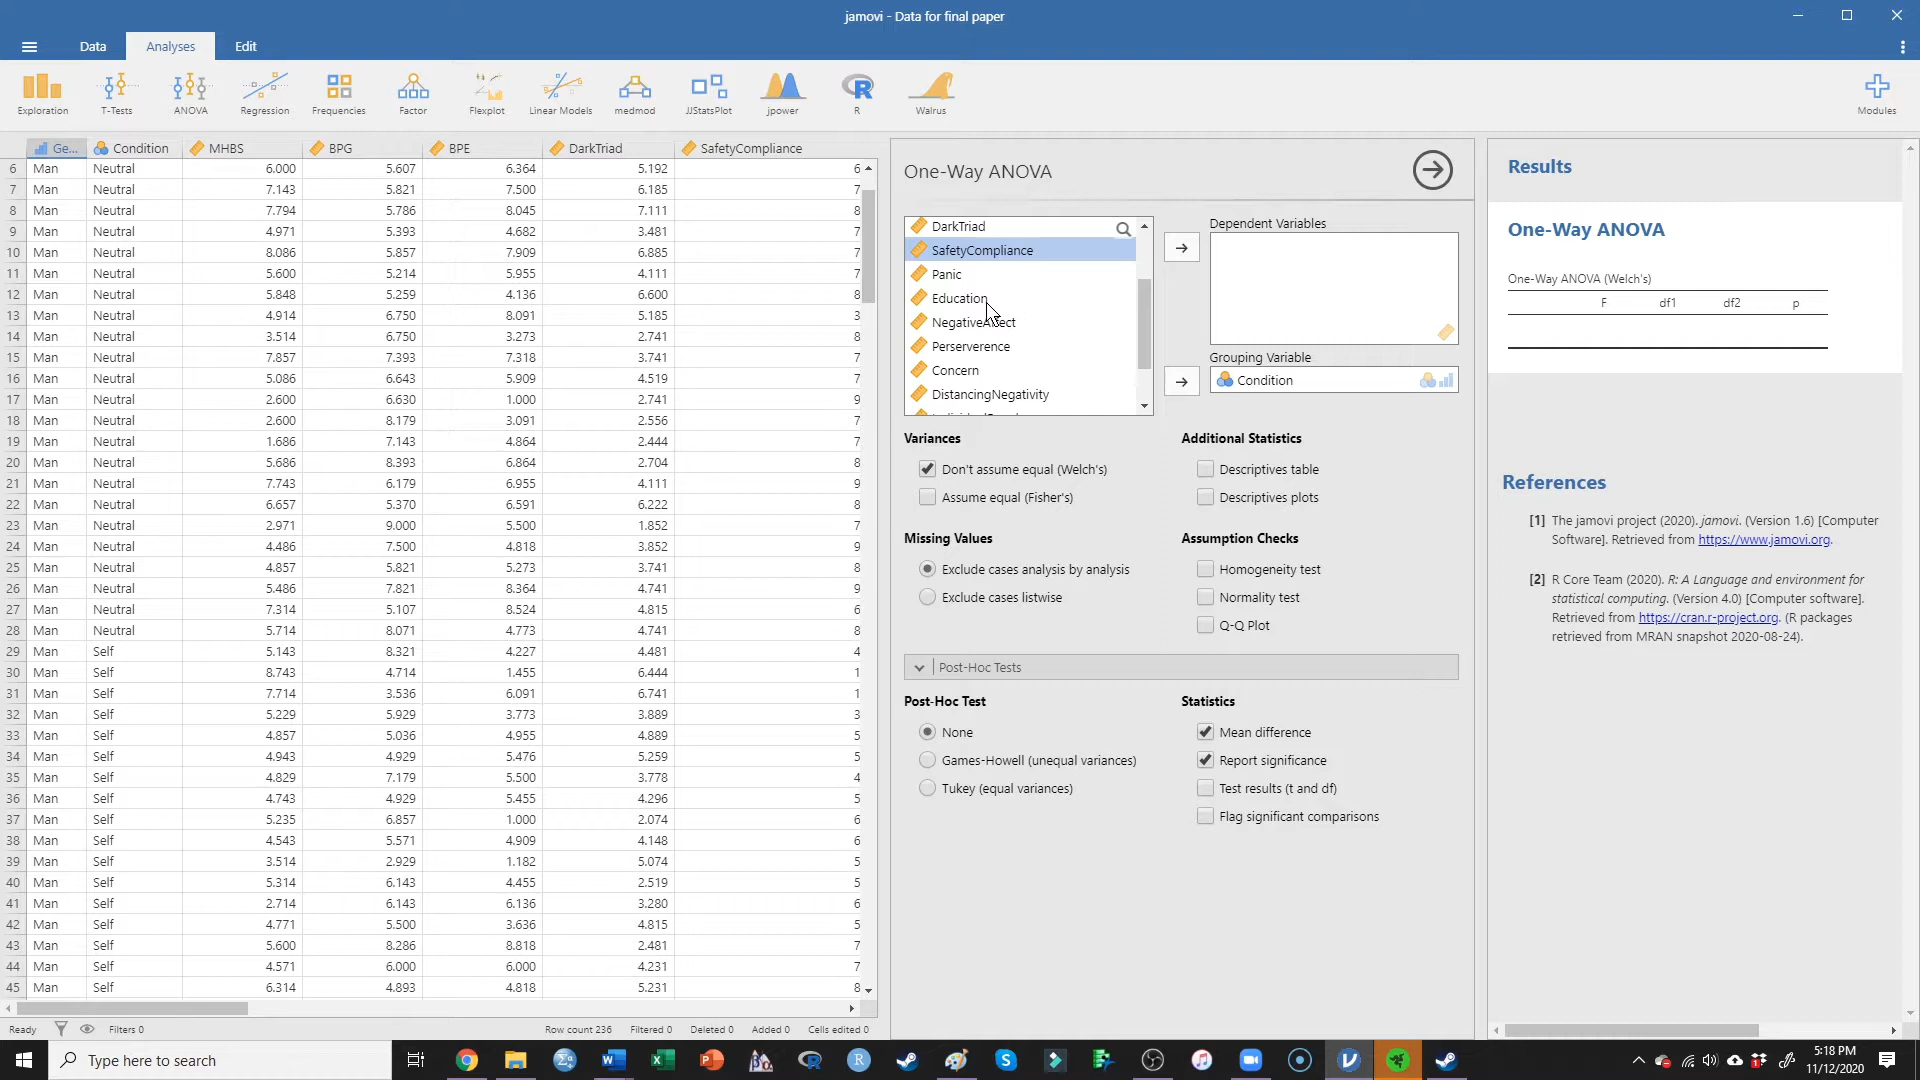 jamovi - Data for final paper
Data Analyses Edit
Exploration T-Tests ANOVA Regression Frequencies Factor Flexplot Linear Models medmod JJStatsPlot jpower R Walrus Modules
Ge... Condition MHBS BPG BPE DarkTriad SafetyCompliance
6 Man Neutral 6.000 5.607 6.364 5.192 6
7 Man Neutral 7.143 5.821 7.500 6.185 7
8 Man Neutral 7.794 5.786 8.045 7.111 8
9 Man Neutral 4.971 5.393 4.682 3.481 7
10 Man Neutral 8.086 5.857 7.909 6.885 8
11 Man Neutral 5.600 5.214 5.955 4.111 7
12 Man Neutral 5.848 5.259 4.136 6.600 8
13 Man Neutral 4.914 6.750 8.091 5.185 3
14 Man Neutral 3.514 6.750 3.273 2.741 8
15 Man Neutral 7.857 7.393 7.318 3.741 7
16 Man Neutral 5.086 6.643 5.909 4.519 7
17 Man Neutral 2.600 6.630 1.000 2.741 9
18 Man Neutral 2.600 8.179 3.091 2.556 7
19 Man Neutral 1.686 7.143 4.864 2.444 7
20 Man Neutral 5.686 8.393 6.864 2.704 8
21 Man Neutral 7.743 6.179 6.955 4.111 9
22 Man Neutral 6.657 5.370 6.591 6.222 8
23 Man Neutral 2.971 9.000 5.500 1.852 7
24 Man Neutral 4.486 7.500 4.818 3.852 9
25 Man Neutral 4.857 5.821 5.273 3.741 8
26 Man Neutral 5.486 7.821 8.364 4.741 9
27 Man Neutral 7.314 5.107 8.524 4.815 6
28 Man Neutral 5.714 8.071 4.773 4.741 8
29 Man Self 5.143 8.321 4.227 4.481 4
30 Man Self 8.743 4.714 1.455 6.444 1
31 Man Self 7.714 3.536 6.091 6.741 1
32 Man Self 5.229 5.929 3.773 3.889 3
33 Man Self 4.857 5.036 4.955 4.889 5
34 Man Self 4.943 4.929 5.476 5.259 5
35 Man Self 4.829 7.179 5.500 3.778 4
36 Man Self 4.743 4.929 5.455 4.296 5
37 Man Self 5.235 6.857 1.000 2.074 6
38 Man Self 4.543 5.571 4.909 4.148 6
39 Man Self 3.514 2.929 1.182 5.074 5
40 Man Self 5.314 6.143 4.455 2.519 5
41 Man Self 2.714 6.143 6.136 3.280 6
42 Man Self 4.771 5.500 3.636 4.815 5
43 Man Self 5.600 8.286 8.818 2.481 7
44 Man Self 4.571 6.000 6.000 4.231 7
45 Man Self 6.314 4.893 4.818 5.231 8
Ready Filters 0 Row count 236 Filtered 0 Deleted 0 Added 0 Cells edited 0
One-Way ANOVA
DarkTriad
SafetyCompliance
Panic
Education
NegativeAffect
Perserverence
Concern
DistancingNegativity
Dependent Variables
Grouping Variable
Condition
Variances
Don't assume equal (Welch's)
Assume equal (Fisher's)
Additional Statistics
Descriptives table
Descriptives plots
Missing Values
Exclude cases analysis by analysis
Exclude cases listwise
Assumption Checks
Homogeneity test
Normality test
Q-Q Plot
Post-Hoc Tests
Post-Hoc Test
None
Games-Howell (unequal variances)
Tukey (equal variances)
Statistics
Mean difference
Report significance
Test results (t and df)
Flag significant comparisons
Results
One-Way ANOVA
One-Way ANOVA (Welch's)
F df1 df2 p
References
[1] The jamovi project (2020). jamovi. (Version 1.6) [Computer
Software]. Retrieved from https://www.jamovi.org.
[2] R Core Team (2020). R: A Language and environment for
statistical computing. (Version 4.0) [Computer software].
Retrieved from https://cran.r-project.org. (R packages
retrieved from MRAN snapshot 2020-08-24).
Type here to search
5:18 PM
11/12/2020